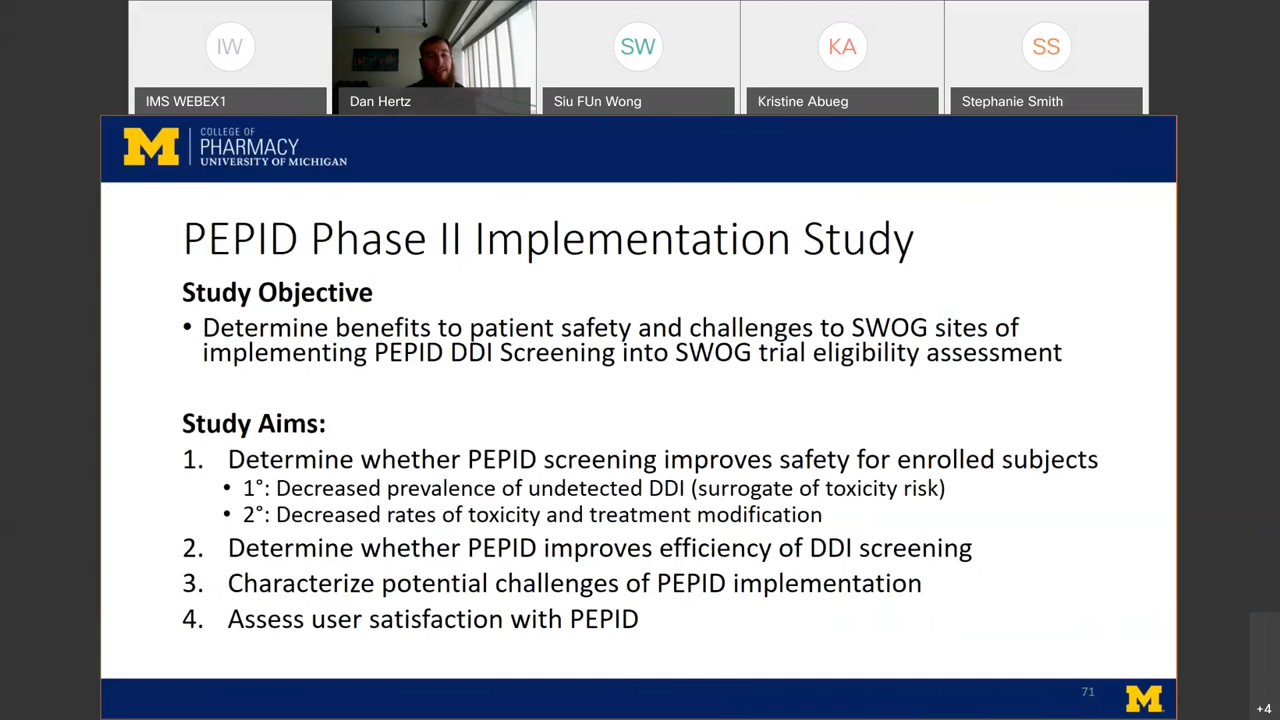 IW
SW
KA
SS
IMS WEBEX1
Dan Hertz
Siu FUn Wong
Kristine Abueg
Stephanie Smith
M
COLLEGE OF
PHARMACY
UNIVERSITY OF MICHIGAN
PEPID Phase II Implementation Study
Study Objective
• Determine benefits to patient safety and challenges to SWOG sites of
implementing PEPID DDI Screening into SWOG trial eligibility assessment
Study Aims:
1. Determine whether PEPID screening improves safety for enrolled subjects
• 1°: Decreased prevalence of undetected DDI (surrogate of toxicity risk)
• 2°: Decreased rates of toxicity and treatment modification
2. Determine whether PEPID improves efficiency of DDI screening
3. Characterize potential challenges of PEPID implementation
4. Assess user satisfaction with PEPID
71
M
+4